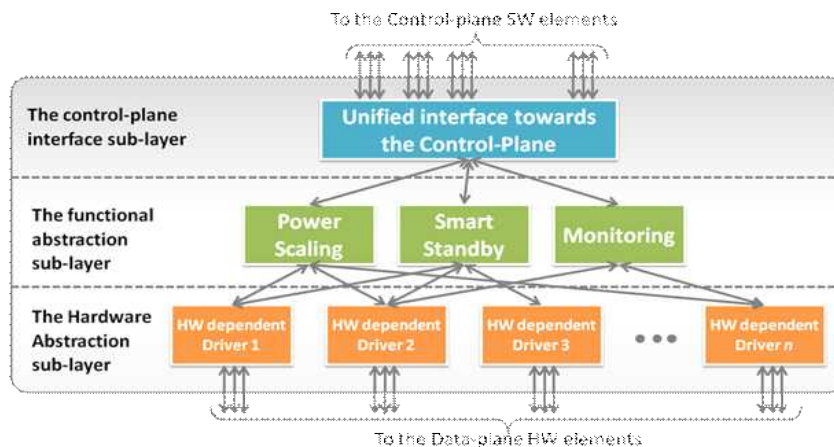 To the Control-plane SW elements
The control-plane
interface sub-layer
Unified interface towards
the Control-Plane
The functional
abstraction
sub-layer
Power
Scaling
Smart
Standby
Monitoring
The Hardware
Abstraction
sub-layer
HW dependent
Driver 1
HW dependent
Driver 2
HW dependent
Driver 3
HW dependent
Driver n
To the Data-plane HW elements